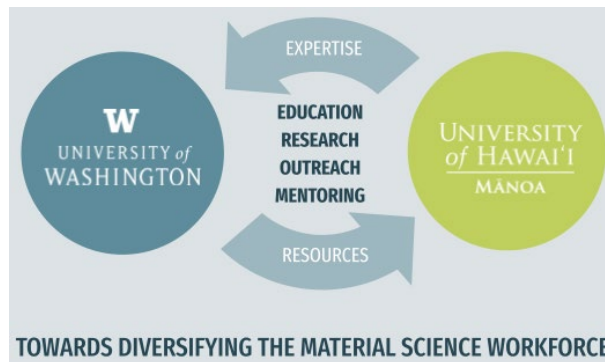 EXPERTISE
W
UNIVERSITY of
WASHINGTON
EDUCATION
RESEARCH
OUTREACH
MENTORING
UNIVERSITY
of HAWAI‘I
MĀNOA
RESOURCES
TOWARDS DIVERSIFYING THE MATERIAL SCIENCE WORKFORCE